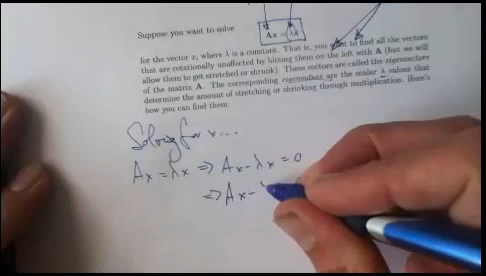 Suppose you want to solve
Ax = λx
for the vector x, where λ is a constant. That is, you want to find all the vectors
that are rotationally unaffected by hitting them on the left with A (but we will
allow them to get stretched or shrunk). These vectors are called the eigenvectors
of the matrix A. The corresponding eigenvalues are the scalar λ values that
determine the amount of stretching or shrinking through multiplication. Here's
how you can find them:
Solving for x...
Ax = λx ⟹ Ax - λx = 0
⟹ Ax -